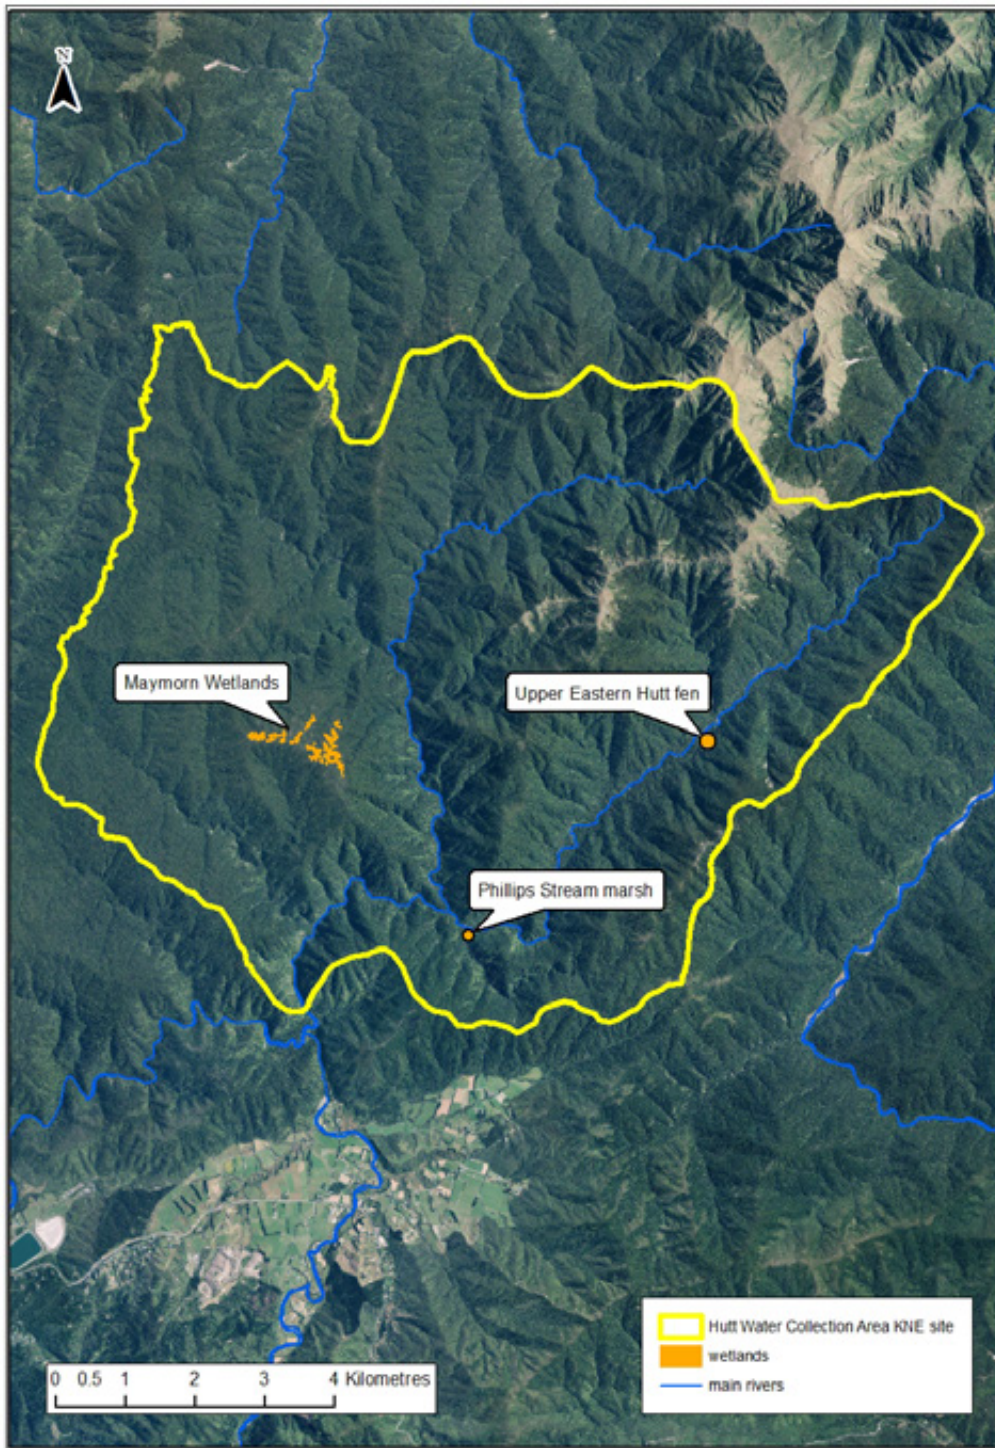 N
Maymorn Wetlands
Upper Eastern Hutt fen
Phillips Stream marsh
Hutt Water Collection Area KNE site
wetlands
main rivers
0 0.5 1 2 3 4 Kilometres